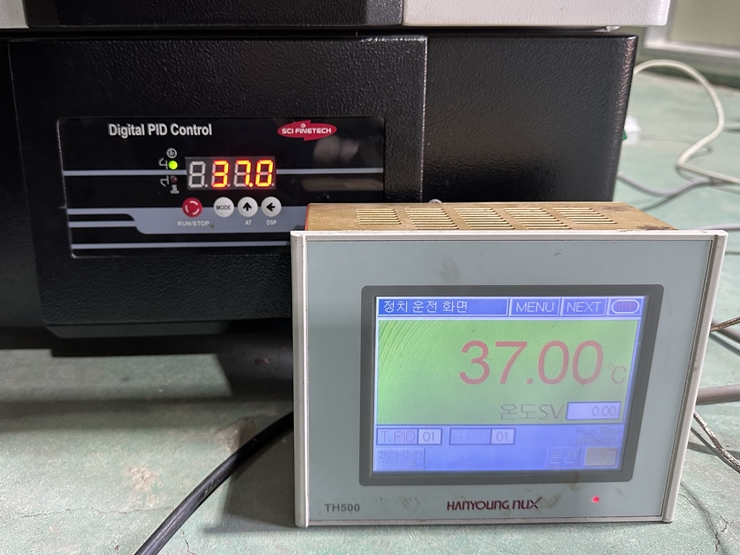 Digital PID Control
SCI FINETECH
37.0
MODE
RUN/STOP
AT
DSP
정치 운전 화면
MENU
NEXT
37.00 °C
온도SV
0.00
T.PID
01
01
TH500
HANYOUNG NUX